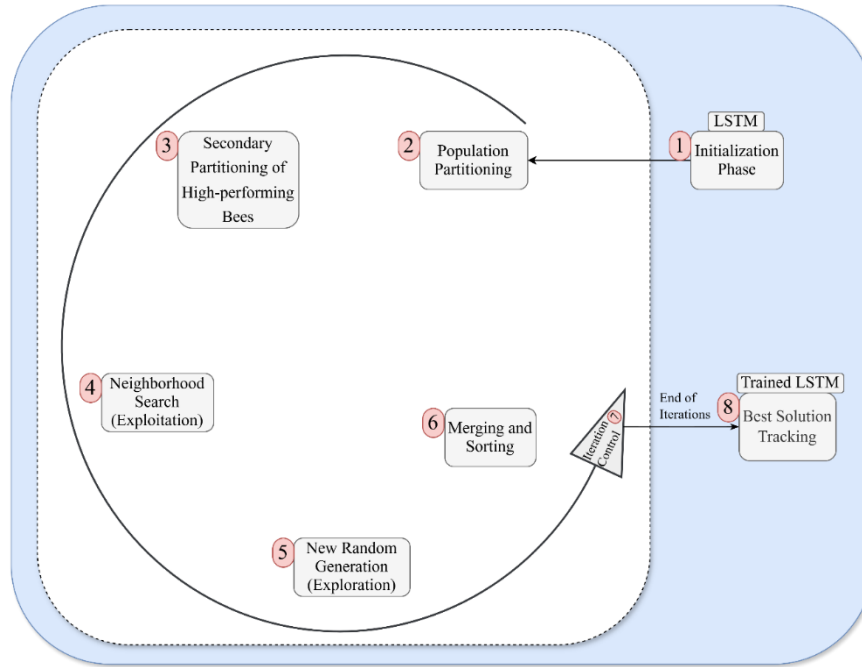 LSTM
1
Initialization
Phase
2
Population
Partitioning
3
Secondary
Partitioning of
High-performing
Bees
4
Neighborhood
Search
(Exploitation)
5
New Random
Generation
(Exploration)
6
Merging and
Sorting
7
Iteration
Control
End of
Iterations
Trained LSTM
8
Best Solution
Tracking